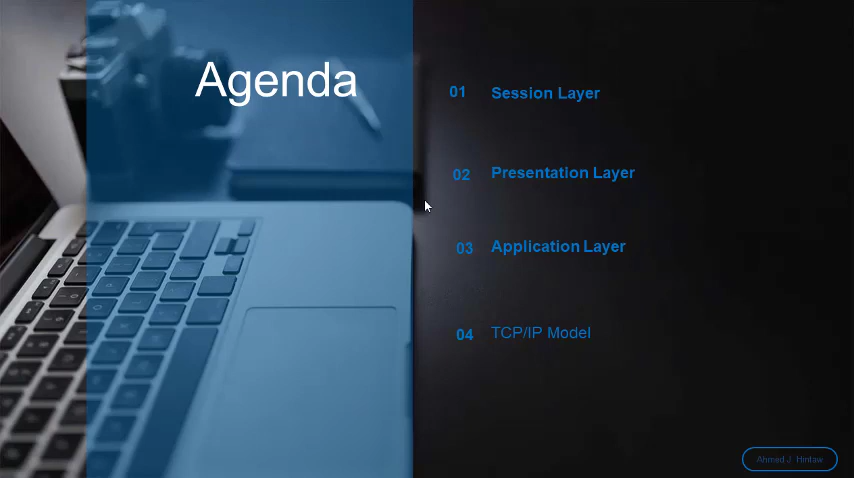 Agenda
01 Session Layer
02 Presentation Layer
03 Application Layer
04 TCP/IP Model
Ahmed J. Hintaw